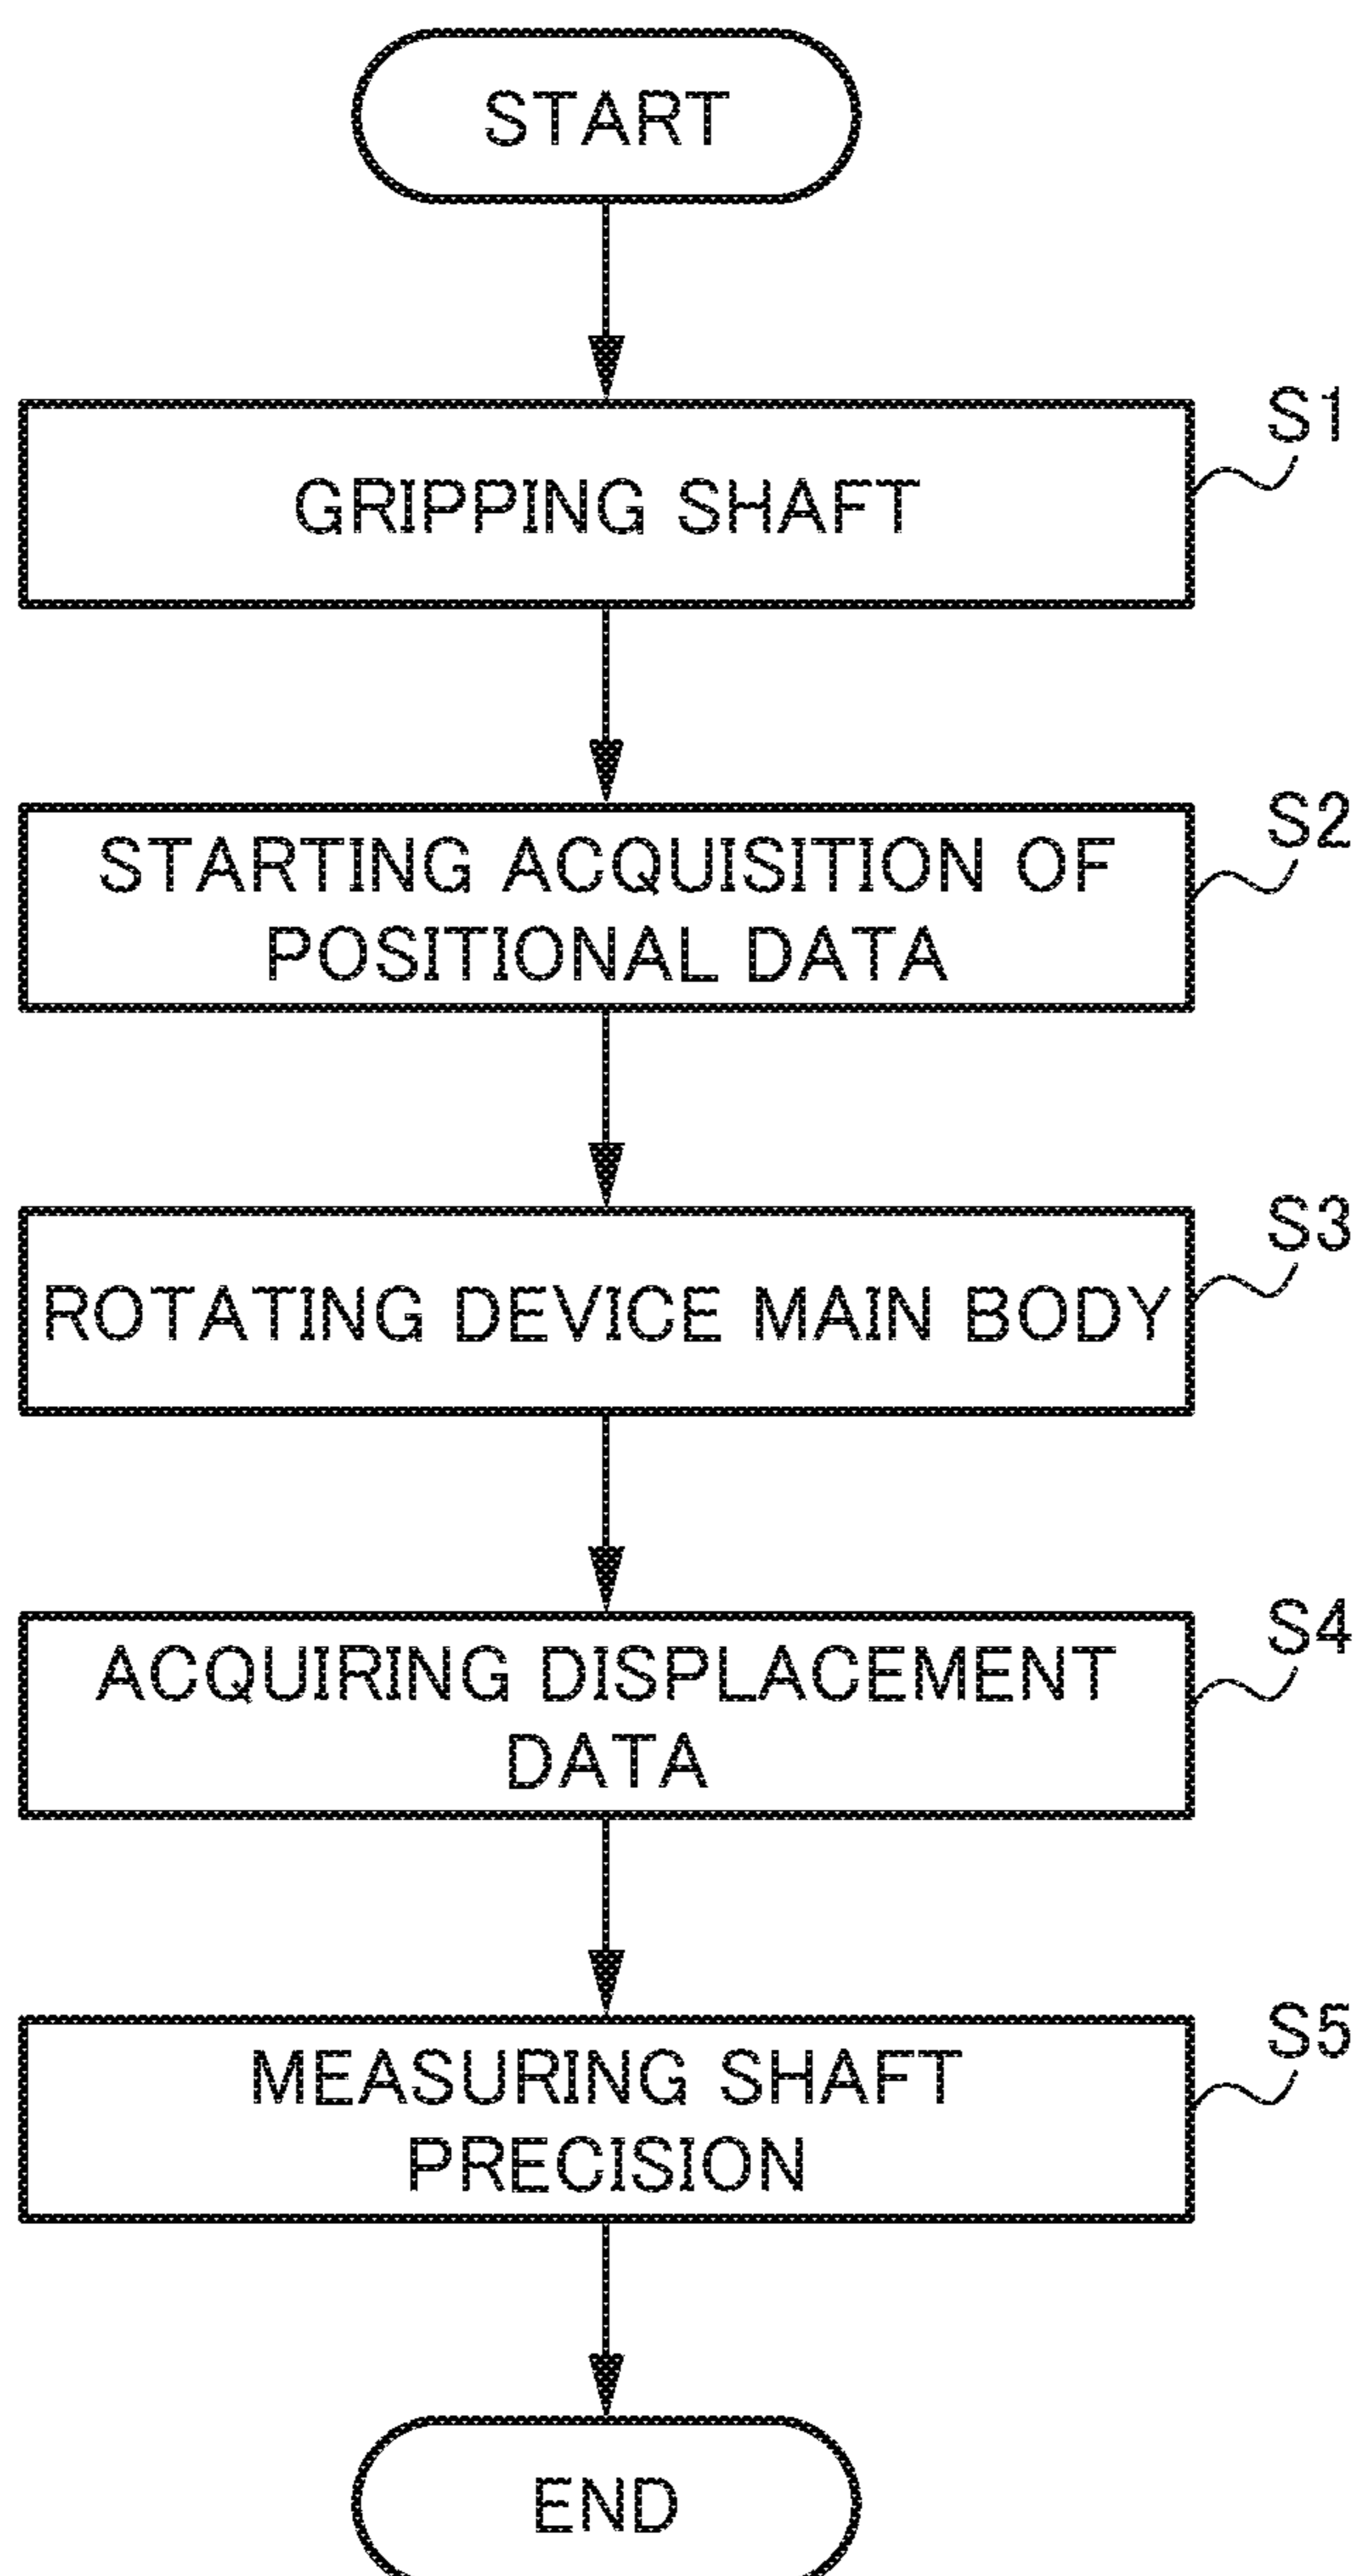 START
S1
GRIPPING SHAFT
S2
STARTING ACQUISITION OF
POSITIONAL DATA
S3
ROTATING DEVICE MAIN BODY
S4
ACQUIRING DISPLACEMENT
DATA
S5
MEASURING SHAFT
PRECISION
END